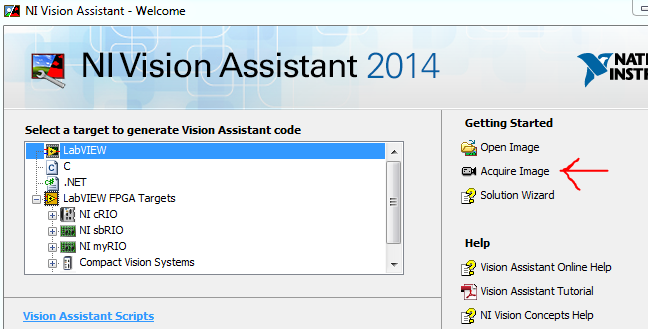 NI Vision Assistant - Welcome
NI Vision Assistant 2014
Select a target to generate Vision Assistant code
LabVIEW
C
.NET
LabVIEW FPGA Targets
NI cRIO
NI sbRIO
NI myRIO
Compact Vision Systems
Vision Assistant Scripts
NAT
INSTR
Getting Started
Open Image
Acquire Image
Solution Wizard
Help
Vision Assistant Online Help
Vision Assistant Tutorial
NI Vision Concepts Help